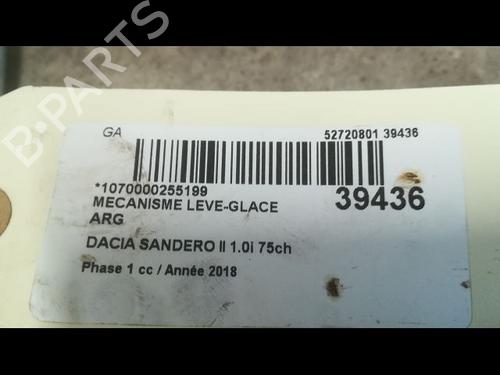 B-PARTS
GA
52720801 39436
*1070000255199
39436
MECANISME LEVE-GLACE
ARG
DACIA SANDERO II 1.0i 75ch
Phase 1 cc / Année 2018